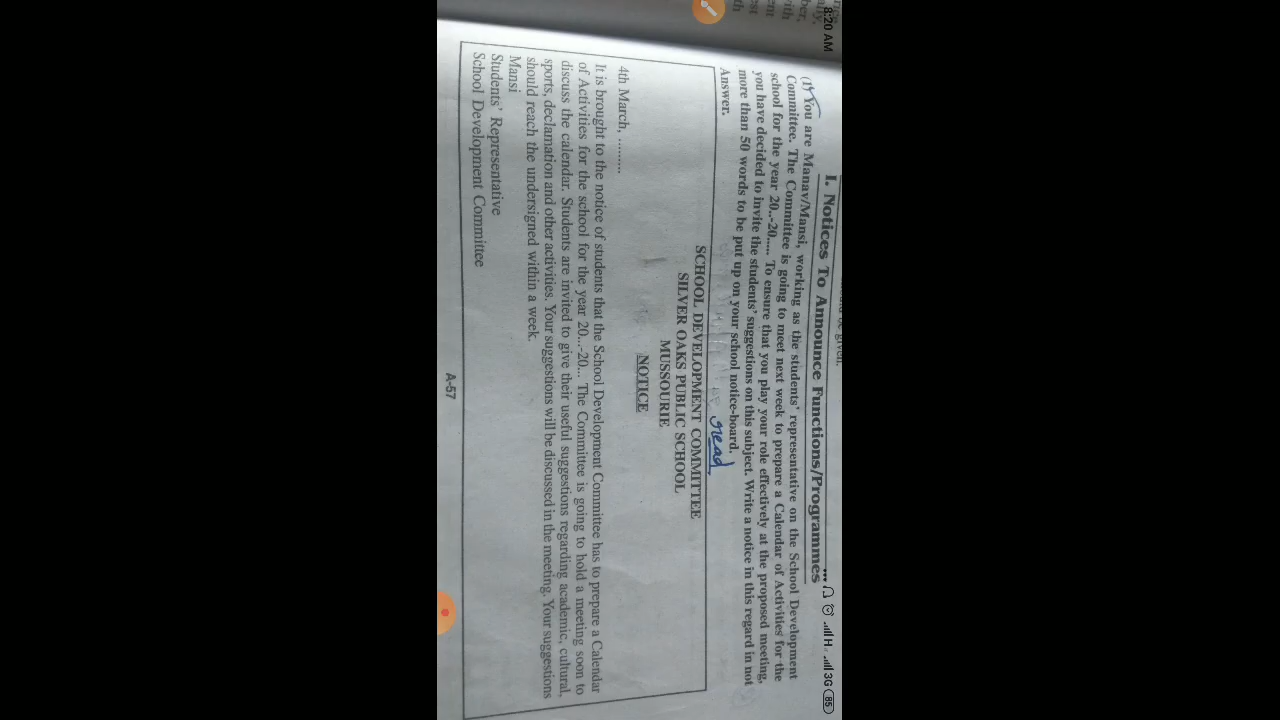 8:20 AM
H 3G 85
I. Notices To Announce Functions/Programmes
(1) You are Manav/Mansi, working as the students' representative on the School Development
Committee. The Committee is going to meet next week to prepare a Calendar of Activities for the
school for the year 20..-20..... To ensure that you play your role effectively at the proposed meeting,
you have decided to invite the students' suggestions on this subject. Write a notice in this regard in not
more than 50 words to be put up on your school notice-board.
Answer.
read
SCHOOL DEVELOPMENT COMMITTEE
SILVER OAKS PUBLIC SCHOOL
MUSSOURIE
NOTICE
4th March, .........
It is brought to the notice of students that the School Development Committee has to prepare a Calendar
of Activities for the school for the year 20...-20... The Committee is going to hold a meeting soon to
discuss the calendar. Students are invited to give their useful suggestions regarding academic, cultural,
sports, declamation and other activities. Your suggestions will be discussed in the meeting. Your suggestions
should reach the undersigned within a week.
Mansi
Students' Representative
School Development Committee
A-57